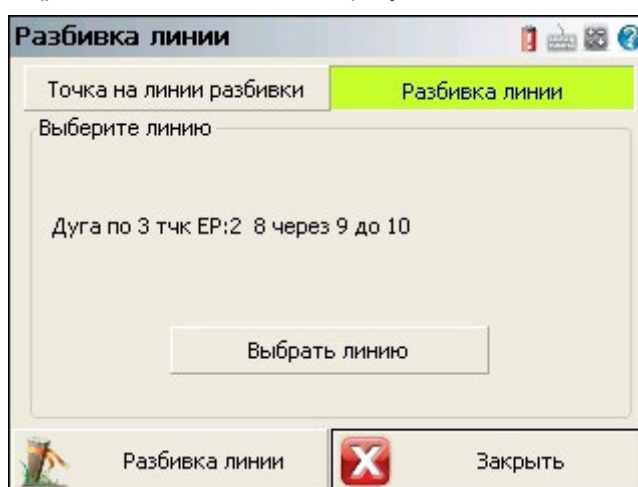 Разбивка линии
Точка на линии разбивки
Разбивка линии
Выберите линию
Дуга по 3 тчк EP:2 8 через 9 до 10
Выбрать линию
Разбивка линии
Закрыть